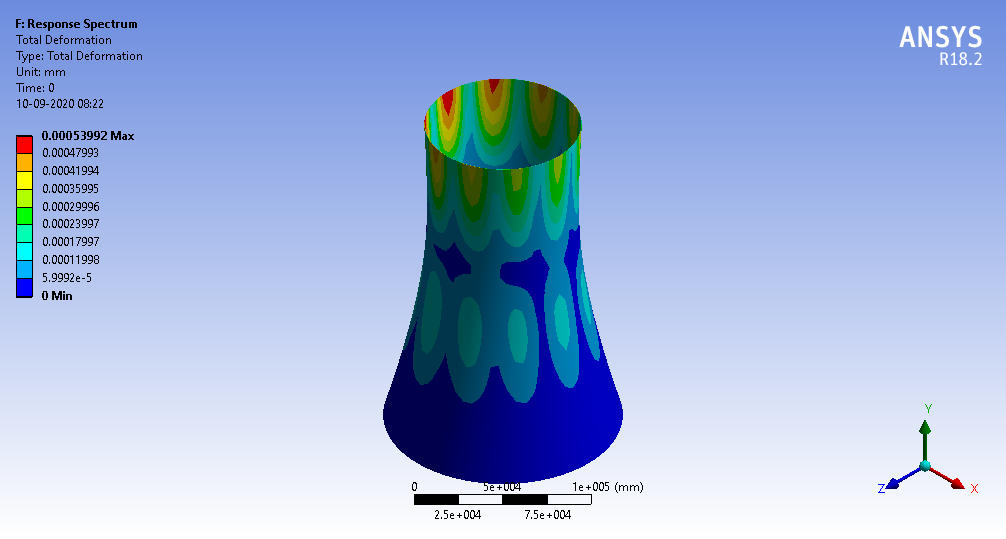 F: Response Spectrum
Total Deformation
Type: Total Deformation
Unit: mm
Time: 0
10-09-2020 08:22
0.00053992 Max
0.00047993
0.00041994
0.00035995
0.00029996
0.00023997
0.00017997
0.00011998
5.9992e-5
0 Min
ANSYS
R18.2
0 5e+004 1e+005 (mm)
2.5e+004 7.5e+004
Y
Z X